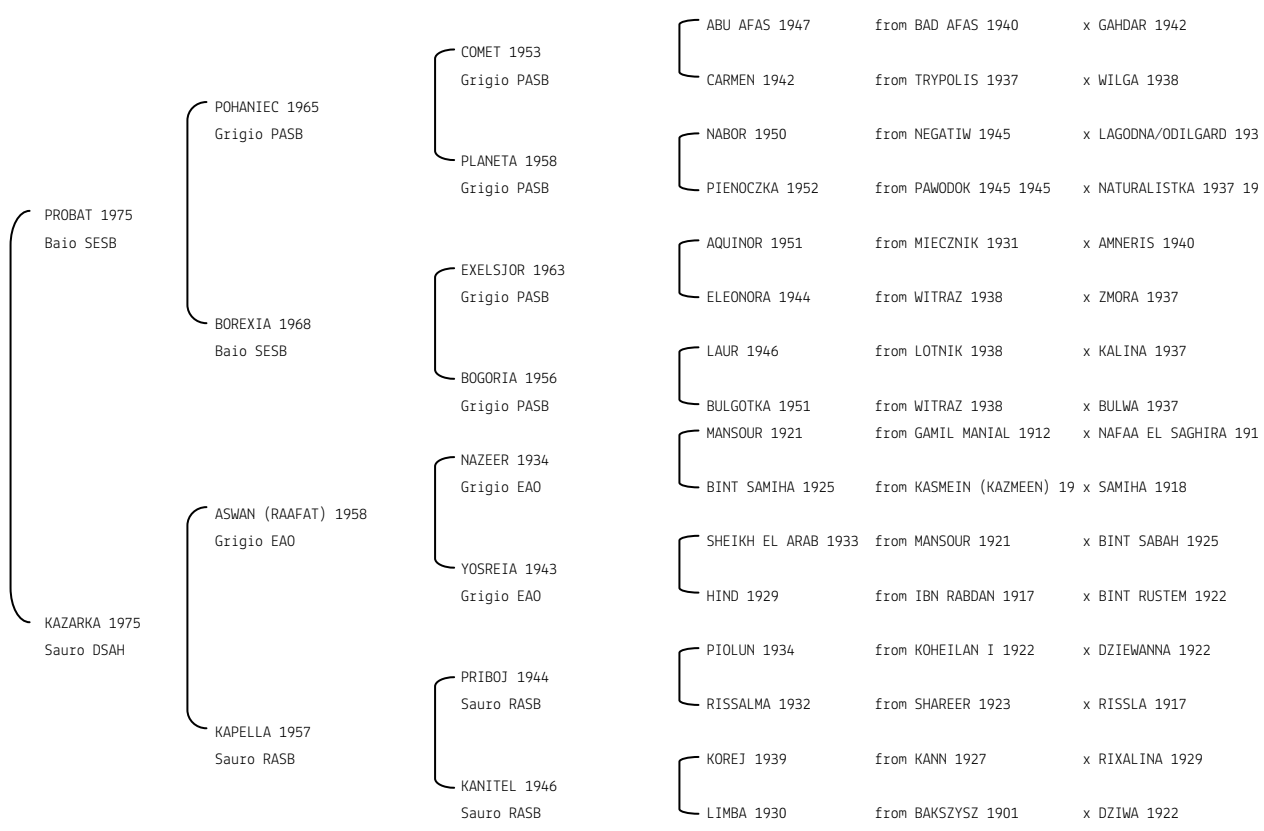 ABU AFAS 1947 from BAD AFAS 1940 x GAHDAR 1942
COMET 1953
Grigio PASB CARMEN 1942 from TRYPOLIS 1937 x WILGA 1938
POHANIEC 1965
Grigio PASB NABOR 1950 from NEGATIW 1945 x LAGODNA/ODILGARD 193
PLANETA 1958
Grigio PASB PIENOCZKA 1952 from PAWODOK 1945 1945 x NATURALISTKA 1937 19
PROBAT 1975
Baio SESB AQUINOR 1951 from MIECZNIK 1931 x AMNERIS 1940
EXELSJOR 1963
Grigio PASB ELEONORA 1944 from WITRAZ 1938 x ZMORA 1937
BOREXIA 1968
Baio SESB LAUR 1946 from LOTNIK 1938 x KALINA 1937
BOGORIA 1956
Grigio PASB BULGOTKA 1951 from WITRAZ 1938 x BULWA 1937
MANSOUR 1921 from GAMIL MANIAL 1912 x NAFAA EL SAGHIRA 191
NAZEER 1934
Grigio EAO BINT SAMIHA 1925 from KASMEIN (KAZMEEN) 19 x SAMIHA 1918
ASWAN (RAAFAT) 1958
Grigio EAO SHEIKH EL ARAB 1933 from MANSOUR 1921 x BINT SABAH 1925
YOSREIA 1943
Grigio EAO HIND 1929 from IBN RABDAN 1917 x BINT RUSTEM 1922
KAZARKA 1975
Sauro DSAH PIOLUN 1934 from KOHEILAN I 1922 x DZIEWANNA 1922
PRIBOJ 1944
Sauro RASB RISSALMA 1932 from SHAREER 1923 x RISSLA 1917
KAPELLA 1957
Sauro RASB KOREJ 1939 from KANN 1927 x RIXALINA 1929
KANITEL 1946
Sauro RASB LIMBA 1930 from BAKSZYSZ 1901 x DZIWA 1922